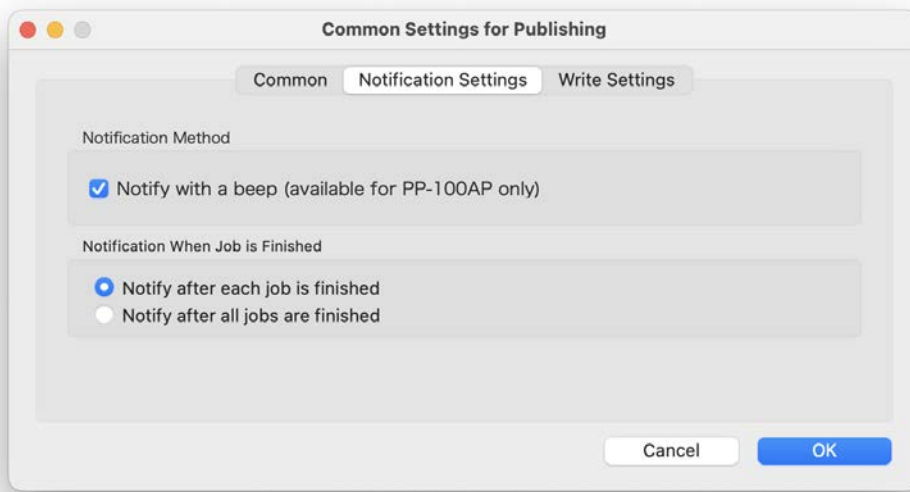 Common Settings for Publishing
Common
Notification Settings
Write Settings
Notification Method
Notify with a beep (available for PP-100AP only)
Notification When Job is Finished
Notify after each job is finished
Notify after all jobs are finished
Cancel
OK